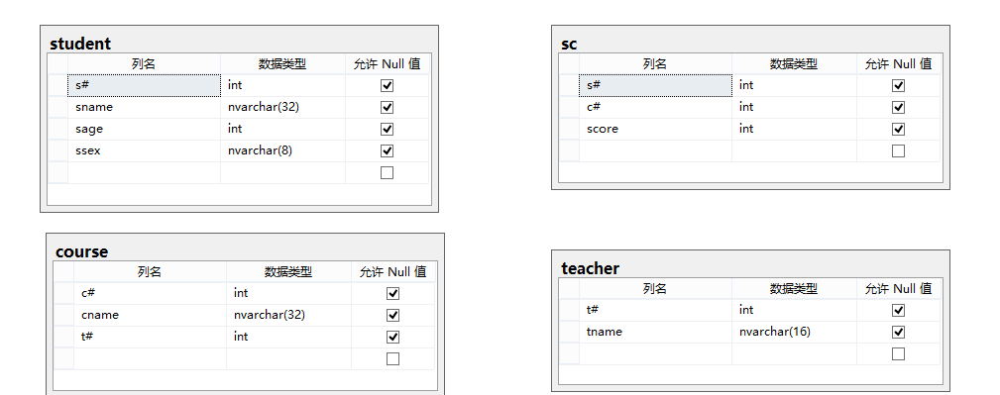 student
列名 数据类型 允许 Null 值
s# int
sname nvarchar(32)
sage int
ssex nvarchar(8)
sc
列名 数据类型 允许 Null 值
s# int
c# int
score int
course
列名 数据类型 允许 Null 值
c# int
cname nvarchar(32)
t# int
teacher
列名 数据类型 允许 Null 值
t# int
tname nvarchar(16)